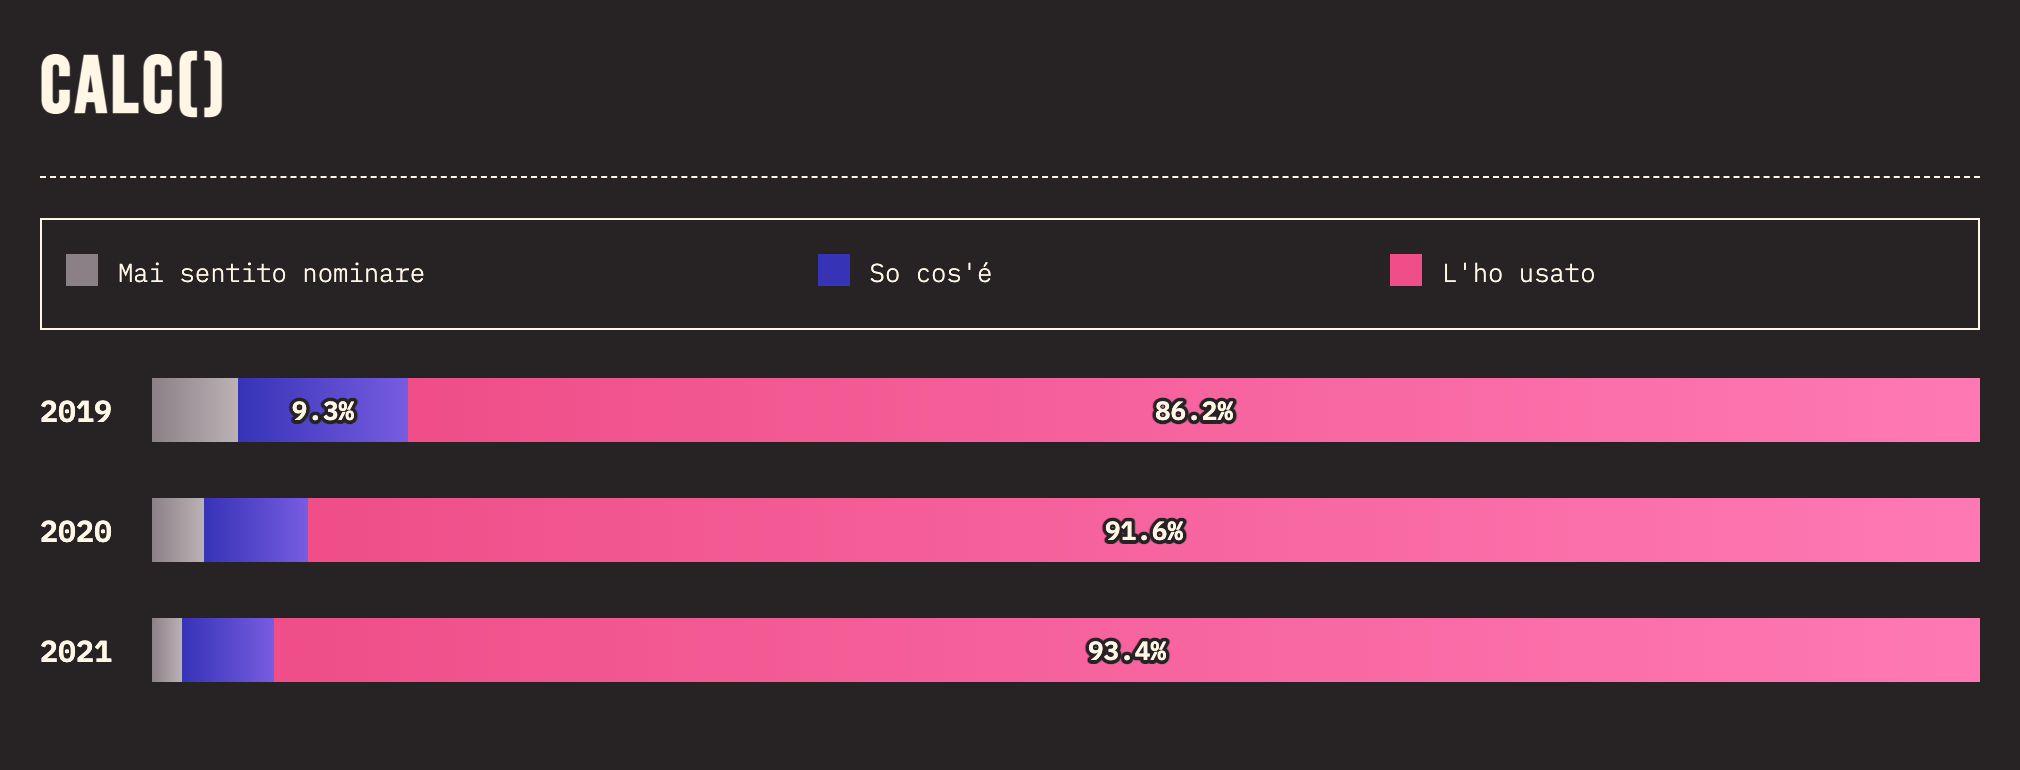 CALC()
Mai sentito nominare So cos'é L'ho usato
2019 9.3% 86.2%
2020 91.6%
2021 93.4%